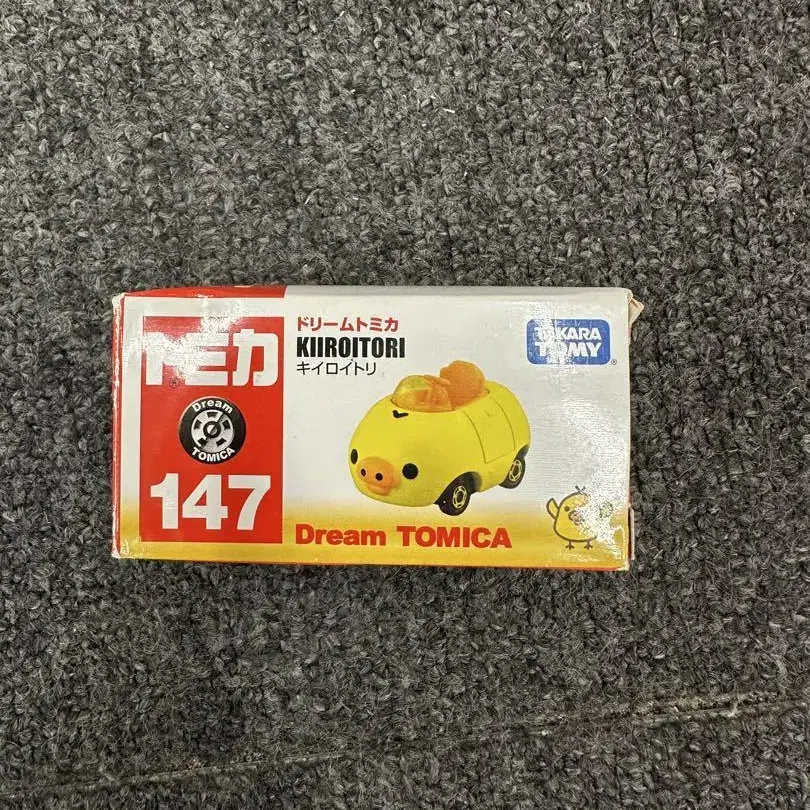 トミカ
Dream
TOMICA
147
ドリームトミカ
KIIROITORI
キイロイトリ
TAKARA
TOMY
Dream TOMICA